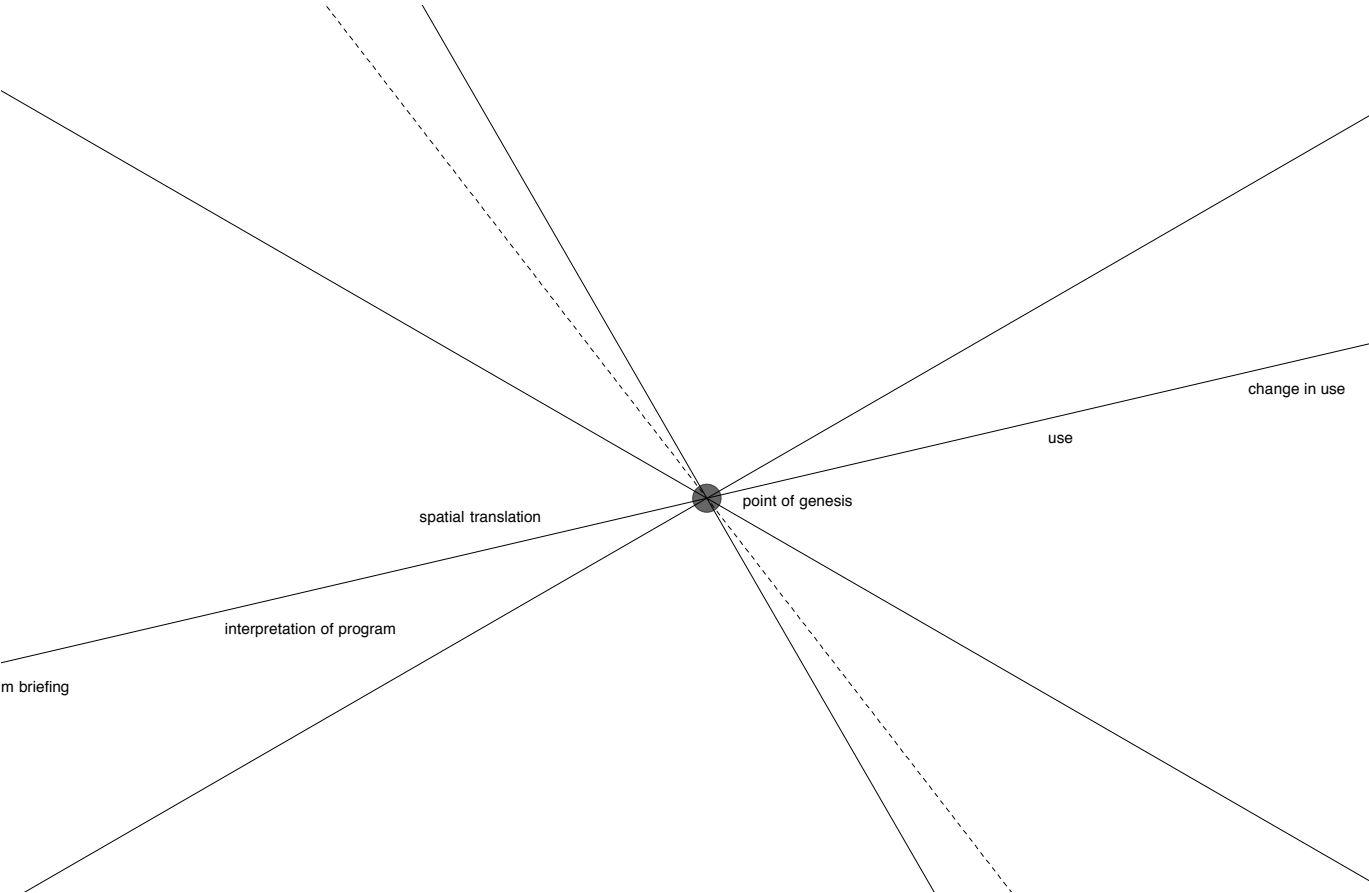 change in use
use
point of genesis
spatial translation
interpretation of program
m briefing